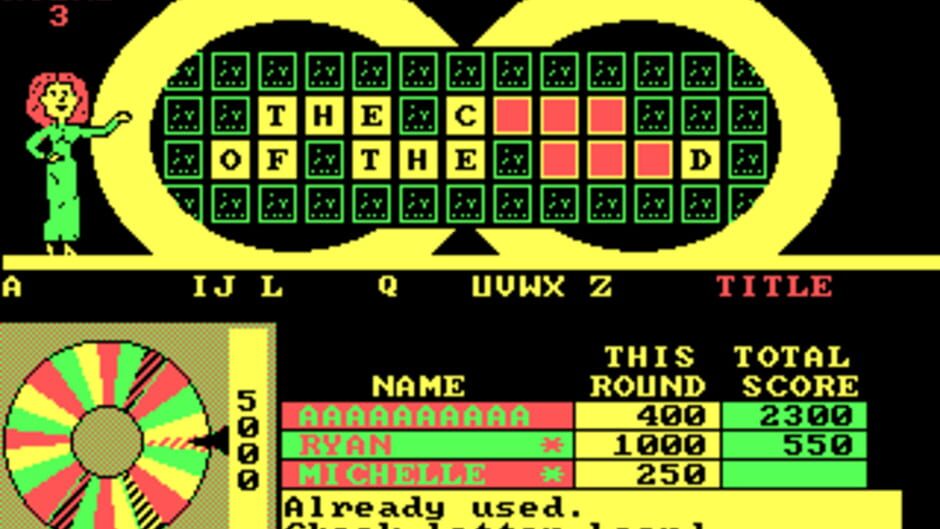 3
THE C
OF THE D
A IJ L Q UVWX Z TITLE
5000
NAME THIS ROUND TOTAL SCORE
AAAAAAAAAA 400 2300
RYAN * 1000 550
MICHELLE * 250
Already used.